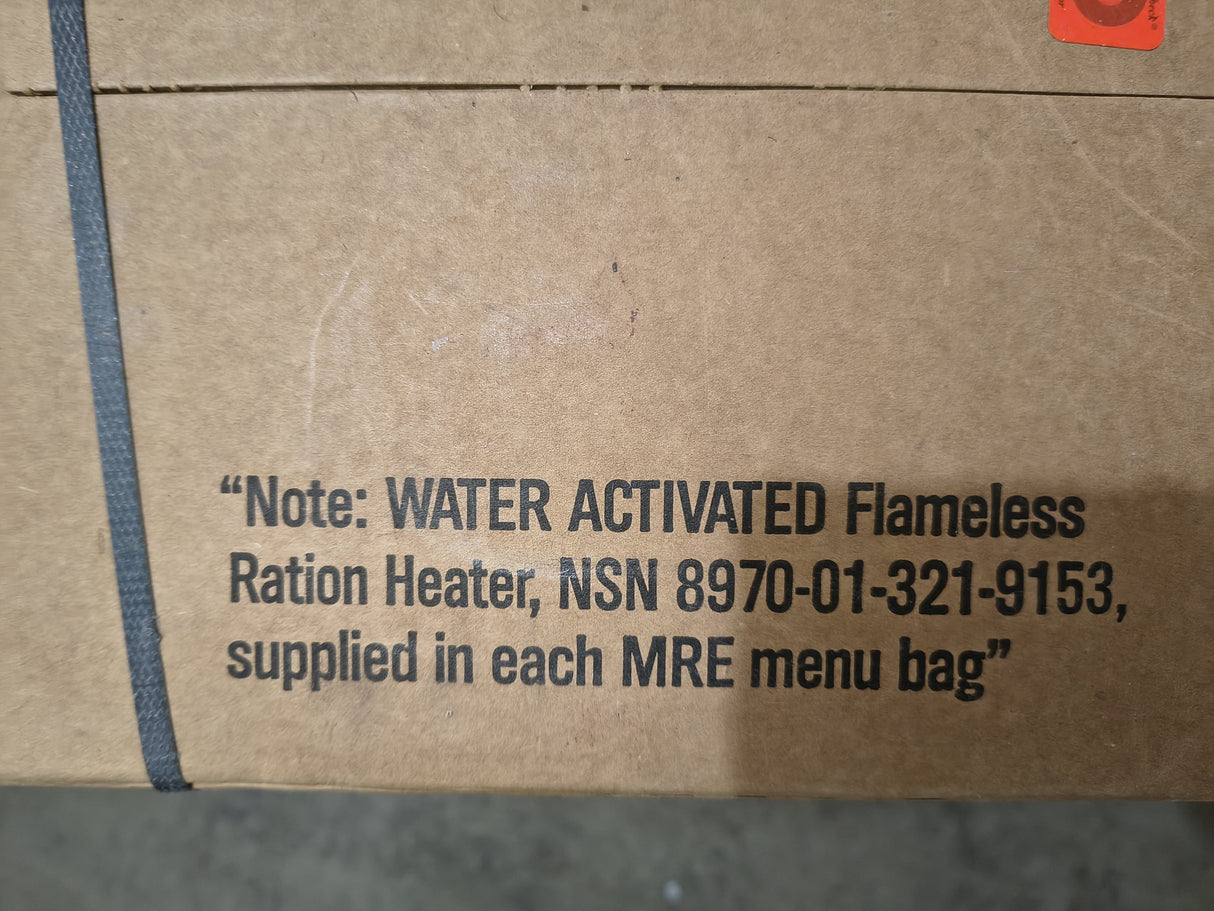 “Note: WATER ACTIVATED Flameless
Ration Heater, NSN 8970-01-321-9153,
supplied in each MRE menu bag”